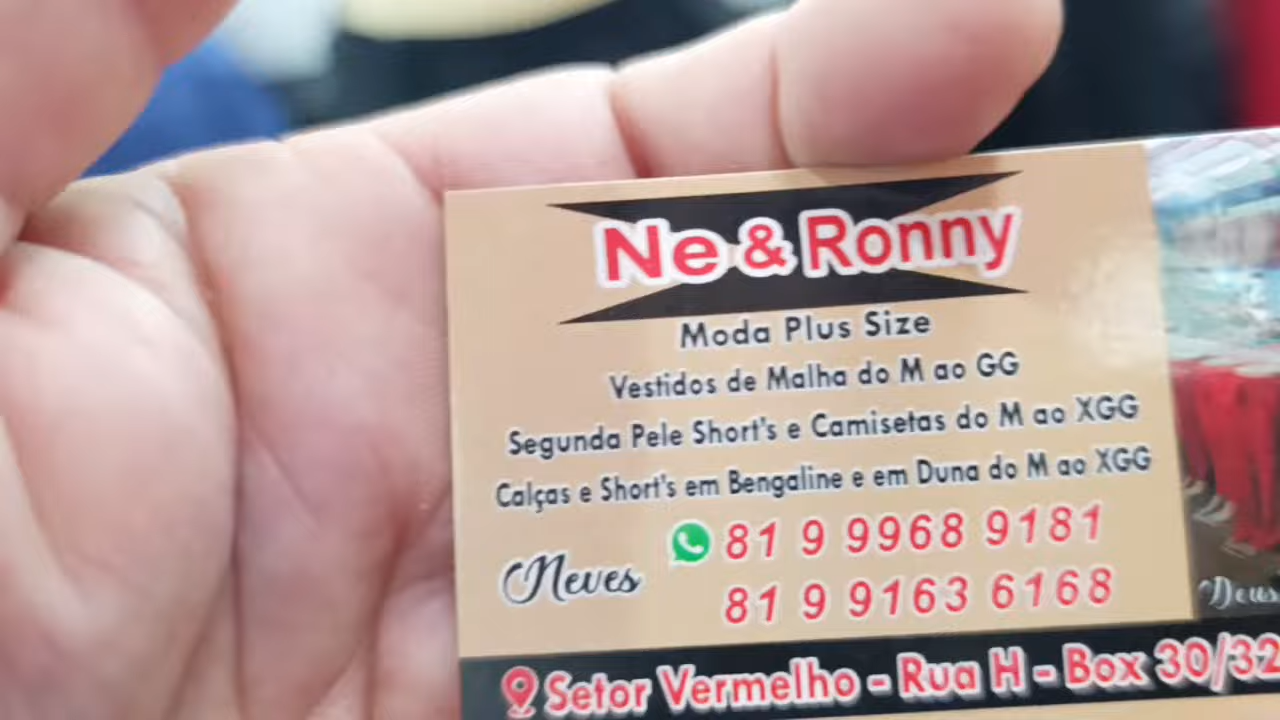 Ne & Ronny
Moda Plus Size
Vestidos de Malha do M ao GG
Segunda Pele Short's e Camisetas do M ao XGG
Calças e Short's em Bengaline e em Duna do M ao XGG
81 9 9968 9181
Neves
81 9 9163 6168
Deus
Setor Vermelho - Rua H - Box 30/32